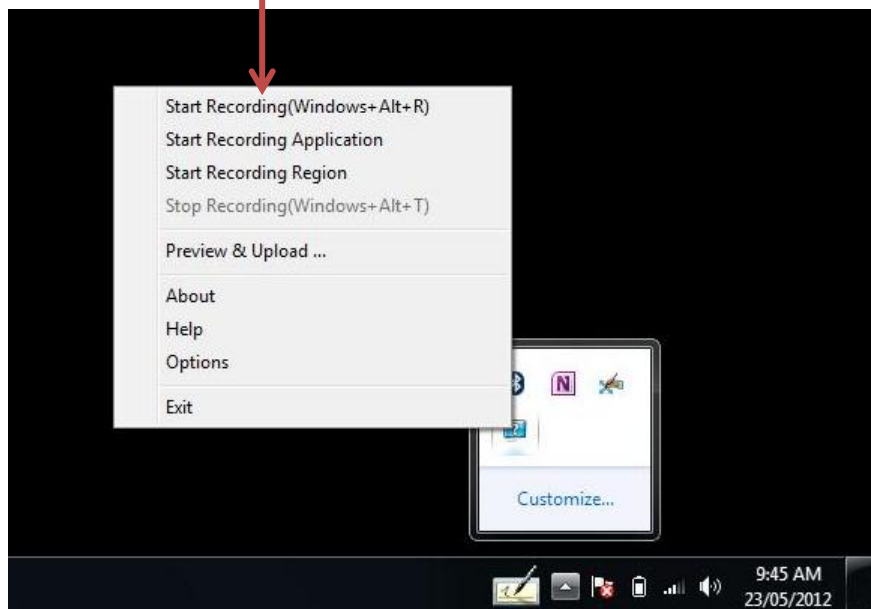 Start Recording(Windows+Alt+R)
Start Recording Application
Start Recording Region
Stop Recording(Windows+Alt+T)
Preview & Upload ...
About
Help
Options
Exit
N
Customize...
9:45 AM
23/05/2012